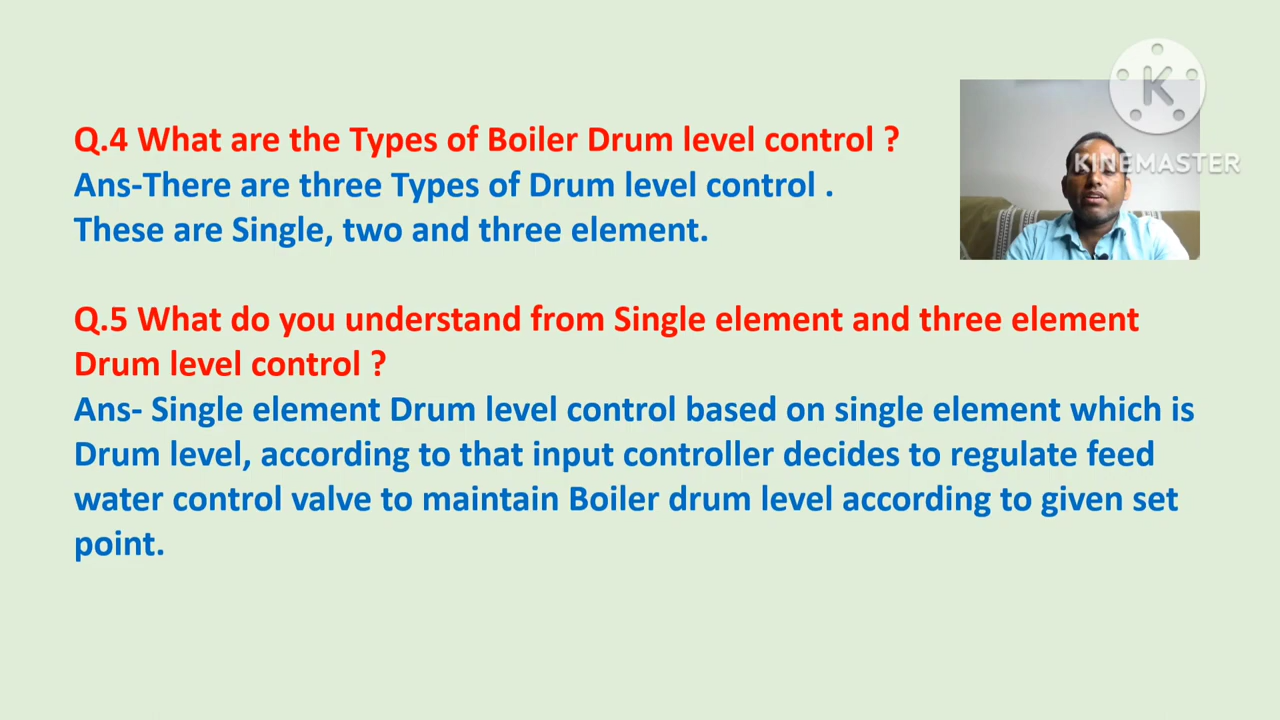 Q.4 What are the Types of Boiler Drum level control ?
Ans-There are three Types of Drum level control .
These are Single, two and three element.
K
KINEMASTER
Q.5 What do you understand from Single element and three element
Drum level control ?
Ans- Single element Drum level control based on single element which is
Drum level, according to that input controller decides to regulate feed
water control valve to maintain Boiler drum level according to given set
point.